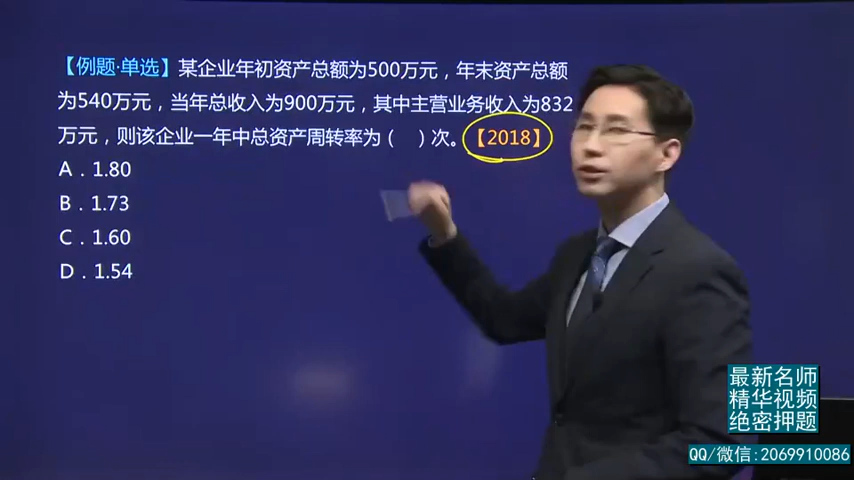 【例题·单选】某企业年初资产总额为500万元，年末资产总额
为540万元，当年总收入为900万元，其中主营业务收入为832
万元，则该企业一年中总资产周转率为（　）次。【2018】
A．1.80
B．1.73
C．1.60
D．1.54
最新名师
精华视频
绝密押题
QQ/微信:2069910086